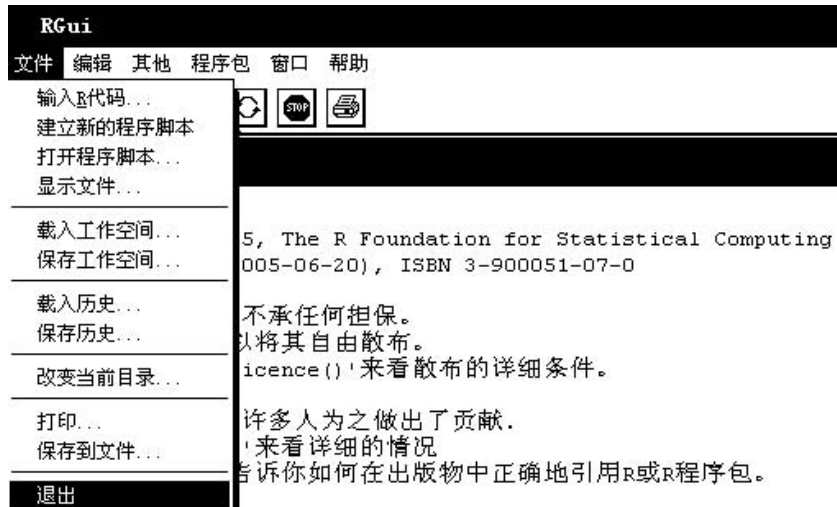 RGui
文件 编辑 其他 程序包 窗口 帮助
输入R代码...
STOP
建立新的程序脚本
打开程序脚本...
显示文件...
载入工作空间...
5, The R Foundation for Statistical Computing
保存工作空间...
005-06-20), ISBN 3-900051-07-0
载入历史...
不承任何担保。
保存历史...
以将其自由散布。
改变当前目录...
icence()'来看散布的详细条件。
打印...
许多人为之做出了贡献.
保存到文件...
'来看详细的情况
告诉你如何在出版物中正确地引用R或R程序包。
退出